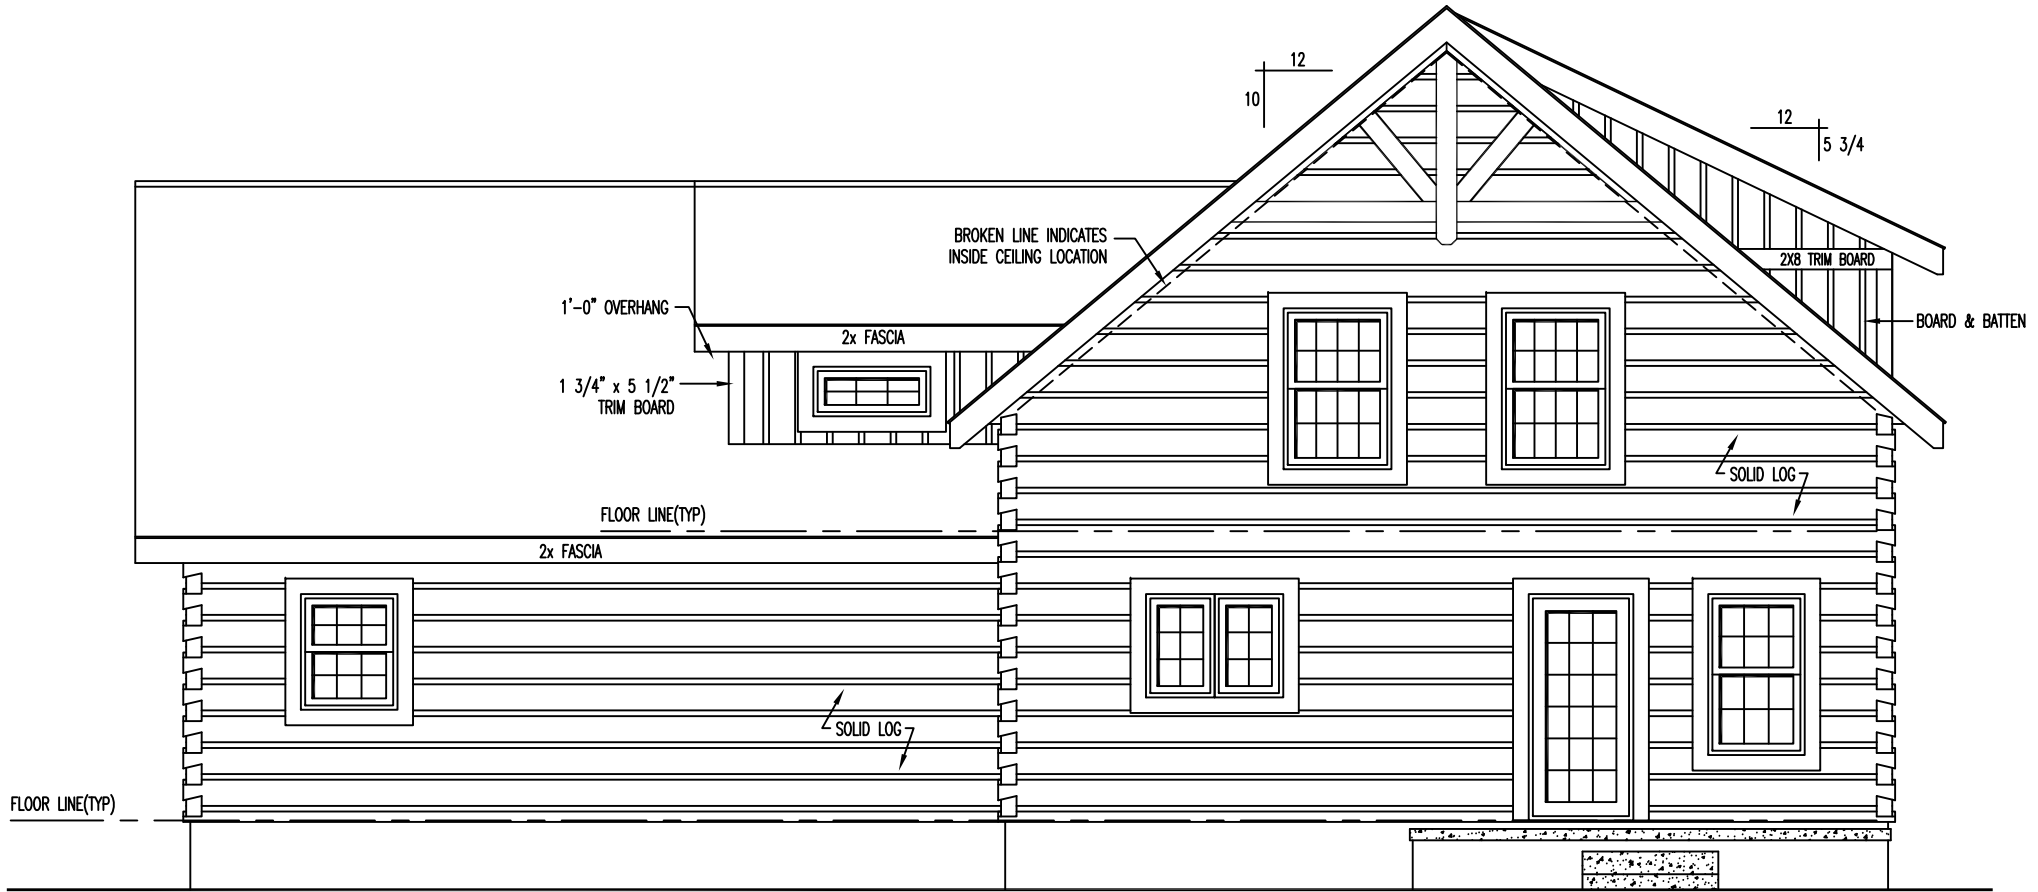 12
10
12
5 3/4
BROKEN LINE INDICATES
INSIDE CEILING LOCATION
2X8 TRIM BOARD
1'-0" OVERHANG
BOARD & BATTEN
2x FASCIA
1 3/4" x 5 1/2"
TRIM BOARD
SOLID LOG
FLOOR LINE(TYP)
2x FASCIA
SOLID LOG
FLOOR LINE(TYP)